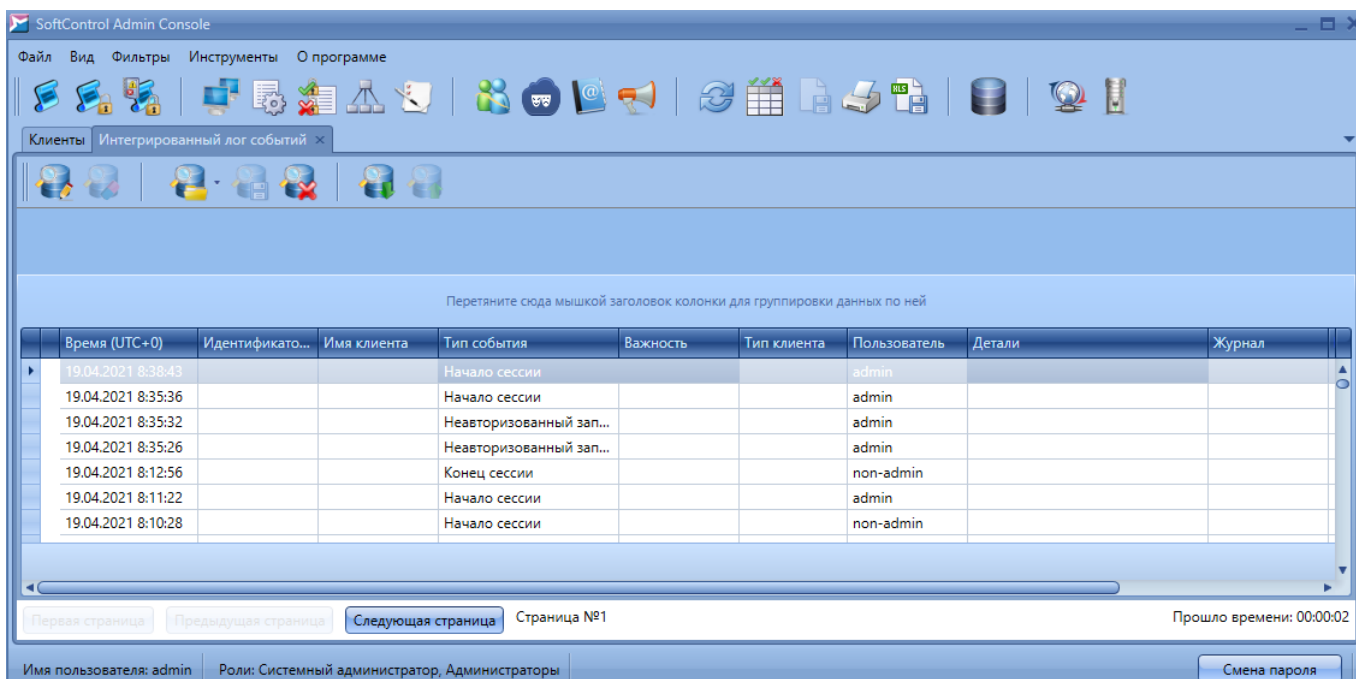 SoftControl Admin Console
Файл Вид Фильтры Инструменты О программе
XLS
Клиенты Интегрированный лог событий ×
Перетяните сюда мышкой заголовок колонки для группировки данных по ней
Время (UTC+0) Идентификато... Имя клиента Тип события Важность Тип клиента Пользователь Детали Журнал
19.04.2021 8:38:43 Начало сессии admin
19.04.2021 8:35:36 Начало сессии admin
19.04.2021 8:35:32 Неавторизованный зап... admin
19.04.2021 8:35:26 Неавторизованный зап... admin
19.04.2021 8:12:56 Конец сессии non-admin
19.04.2021 8:11:22 Начало сессии admin
19.04.2021 8:10:28 Начало сессии non-admin
Первая страница Предыдущая страница Следующая страница Страница №1 Прошло времени: 00:00:02
Имя пользователя: admin Роли: Системный администратор, Администраторы Смена пароля